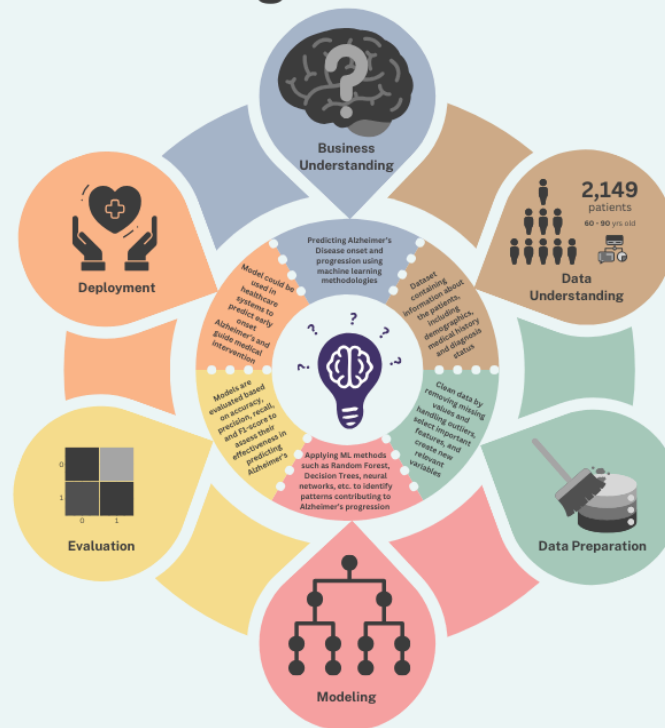 Business
Understanding
2,149
patients
60 - 90 yrs old
Data
Understanding
Data Preparation
Modeling
Evaluation
0
1
0 1
Deployment
Predicting Alzheimer's
Disease onset and
progression using
machine learning
methodologies
Dataset
containing
information about
the patients,
including
demographics,
medical history
and diagnosis
status
Clean data by
removing missing
values and
handling outliers,
select important
features, and
create new
relevant
variables
Applying ML methods
such as Random Forest,
Decision Trees, neural
networks, etc. to identify
patterns contributing to
Alzheimer's progression
Models are
evaluated based
on accuracy,
precision, recall,
and F1-score to
assess their
effectiveness in
predicting
Alzheimer's
Model could be
used in
healthcare
systems to
predict early
onset
Alzheimer's and
guide medical
intervention
? ? ? ? ?
?